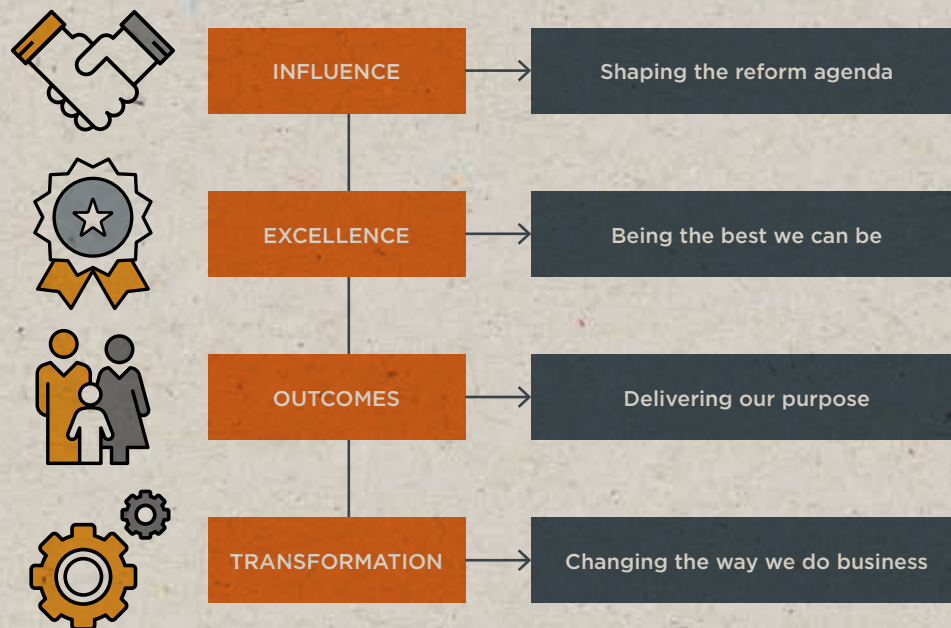 INFLUENCE
Shaping the reform agenda
EXCELLENCE
Being the best we can be
OUTCOMES
Delivering our purpose
TRANSFORMATION
Changing the way we do business